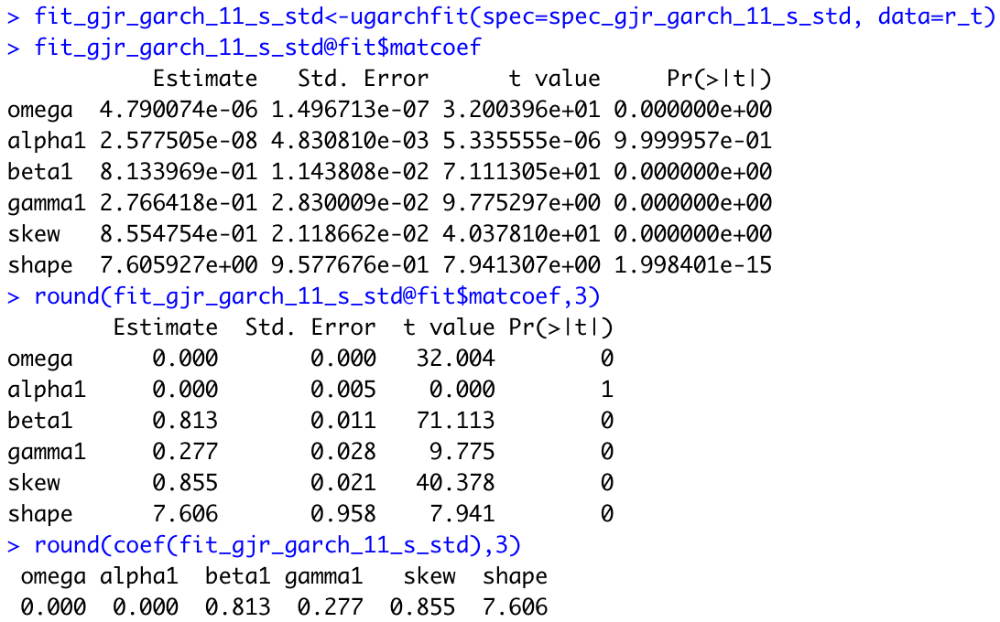 > fit_gjr_garch_11_s_std<-ugarchfit(spec=spec_gjr_garch_11_s_std, data=r_t)
> fit_gjr_garch_11_s_std@fit$matcoef
Estimate Std. Error t value Pr(>|t|)
omega 4.790074e-06 1.496713e-07 3.200396e+01 0.000000e+00
alpha1 2.577505e-08 4.830810e-03 5.335555e-06 9.999957e-01
beta1 8.133969e-01 1.143808e-02 7.111305e+01 0.000000e+00
gamma1 2.766418e-01 2.830009e-02 9.775297e+00 0.000000e+00
skew 8.554754e-01 2.118662e-02 4.037810e+01 0.000000e+00
shape 7.605927e+00 9.577676e-01 7.941307e+00 1.998401e-15
> round(fit_gjr_garch_11_s_std@fit$matcoef,3)
Estimate Std. Error t value Pr(>|t|)
omega 0.000 0.000 32.004 0
alpha1 0.000 0.005 0.000 1
beta1 0.813 0.011 71.113 0
gamma1 0.277 0.028 9.775 0
skew 0.855 0.021 40.378 0
shape 7.606 0.958 7.941 0
> round(coef(fit_gjr_garch_11_s_std),3)
omega alpha1 beta1 gamma1 skew shape
0.000 0.000 0.813 0.277 0.855 7.606